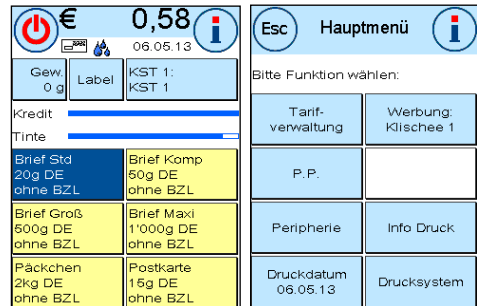 € 0,58
06.05.13
Gew.
0 g
Label
KST 1:
KST 1
Kredit
Tinte
Brief Std
20g DE
ohne BZL
Brief Komp
50g DE
ohne BZL
Brief Groß
500g DE
ohne BZL
Brief Maxi
1'000g DE
ohne BZL
Päckchen
2kg DE
ohne BZL
Postkarte
15g DE
ohne BZL
Esc
Hauptmenü
Bitte Funktion wählen:
Tarif-
verwaltung
Werbung:
Klischee 1
P.P.
Peripherie
Info Druck
Druckdatum
06.05.13
Drucksystem